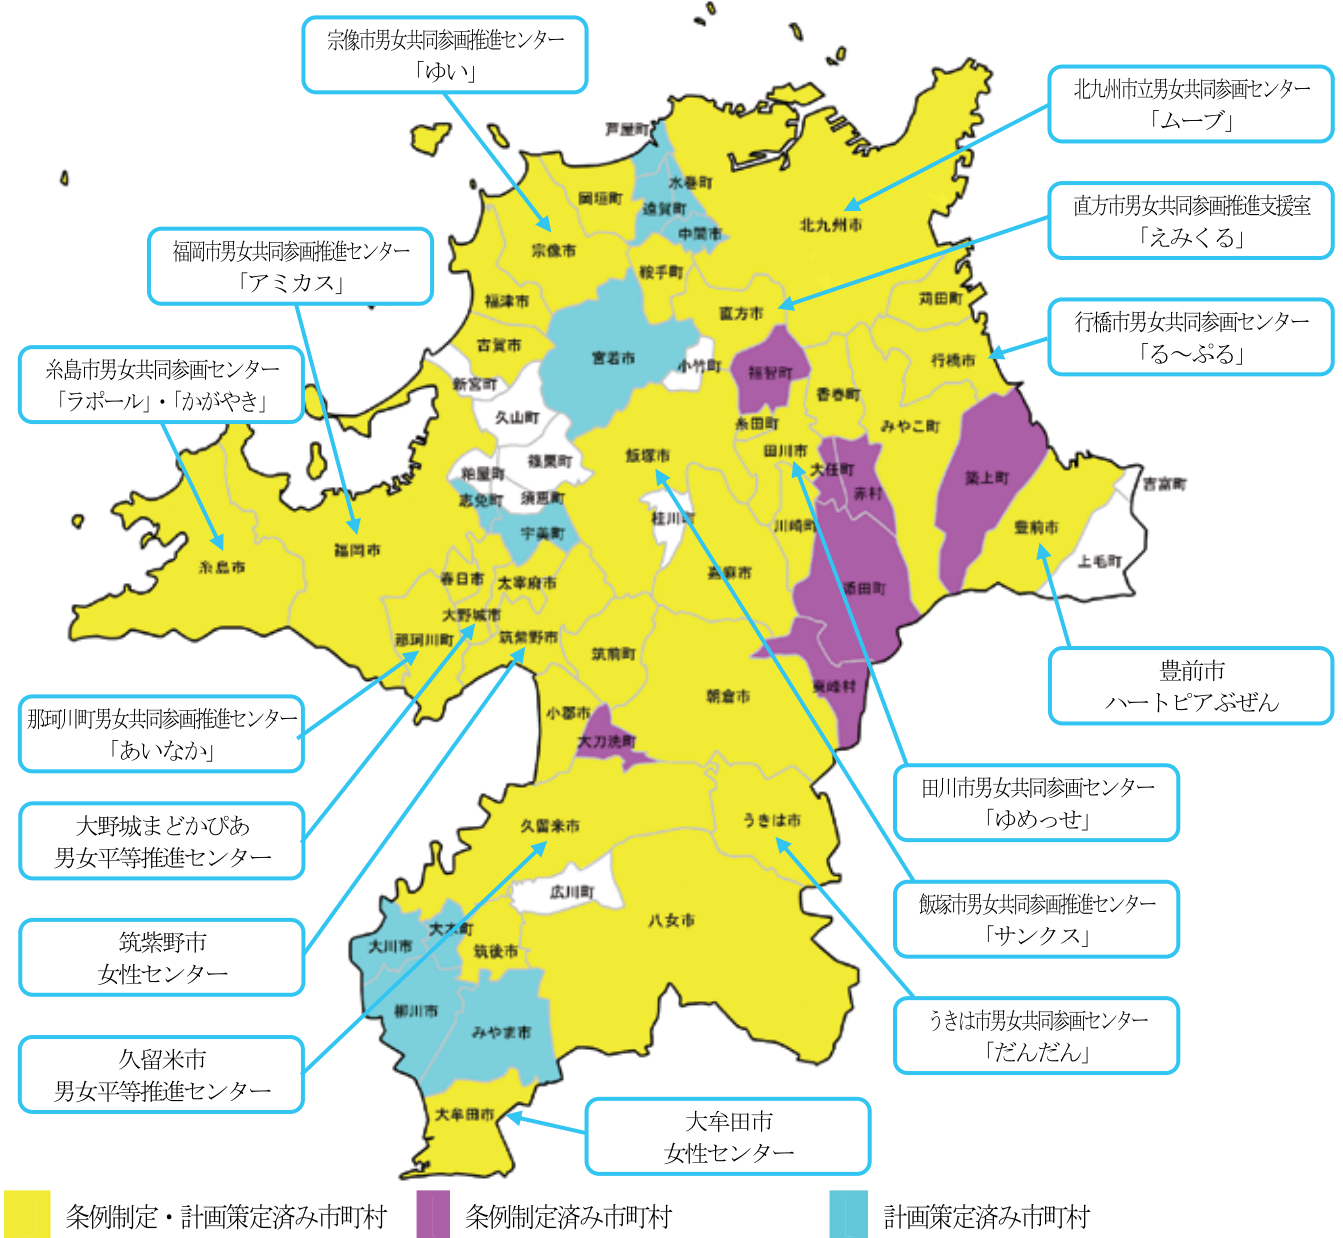 宗像市男女共同参画推進センター
「ゆい」
北九州市立男女共同参画センター
「ムーブ」
直方市男女共同参画推進支援室
「えみくる」
福岡市男女共同参画推進センター
「アミカス」
行橋市男女共同参画センター
「る～ぷる」
糸島市男女共同参画センター
「ラポール」・「かがやき」
芦屋町
水巻町
岡垣町
遠賀町
中間市
北九州市
宗像市
鞍手町
福津市
直方市
苅田町
古賀市
宮若市
小竹町
福智町
行橋市
新宮町
香春町
久山町
糸田町
みやこ町
飯塚市
田川市
篠栗町
粕屋町
大任町
赤村
築上町
吉富町
志免町
須恵町
桂川町
川崎町
豊前市
宇美町
福岡市
糸島市
上毛町
春日市
太宰府市
嘉麻市
添田町
大野城市
那珂川町
筑紫野市
筑前町
東峰村
朝倉市
小郡市
大刀洗町
久留米市
うきは市
広川町
八女市
大木町
大川市
筑後市
柳川市
みやま市
大牟田市
豊前市
ハートピアぶぜん
那珂川町男女共同参画推進センター
「あいなか」
田川市男女共同参画センター
「ゆめっせ」
大野城まどかぴあ
男女平等推進センター
飯塚市男女共同参画推進センター
「サンクス」
筑紫野市
女性センター
うきは市男女共同参画センター
「だんだん」
久留米市
男女平等推進センター
大牟田市
女性センター
条例制定・計画策定済み市町村
条例制定済み市町村
計画策定済み市町村